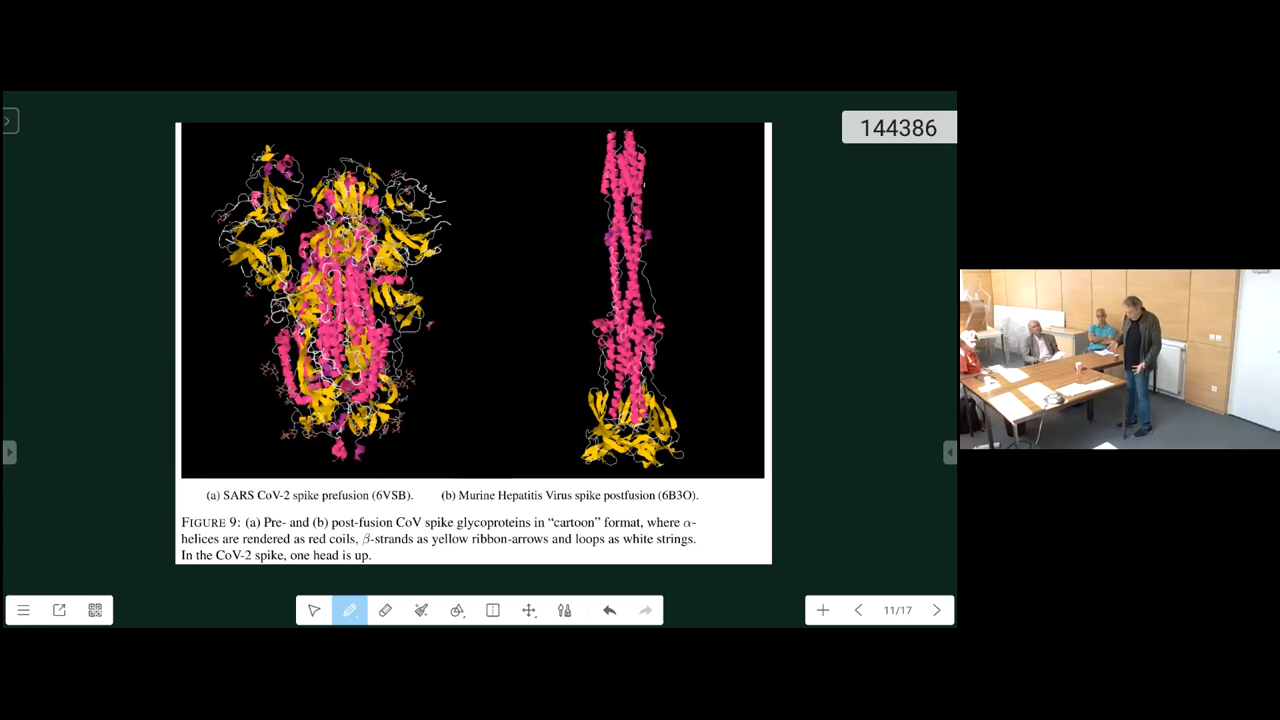 144386
(a) SARS CoV-2 spike prefusion (6VSB). (b) Murine Hepatitis Virus spike postfusion (6B3O).
FIGURE 9: (a) Pre- and (b) post-fusion CoV spike glycoproteins in “cartoon” format, where α-
helices are rendered as red coils, β-strands as yellow ribbon-arrows and loops as white strings.
In the CoV-2 spike, one head is up.
11/17